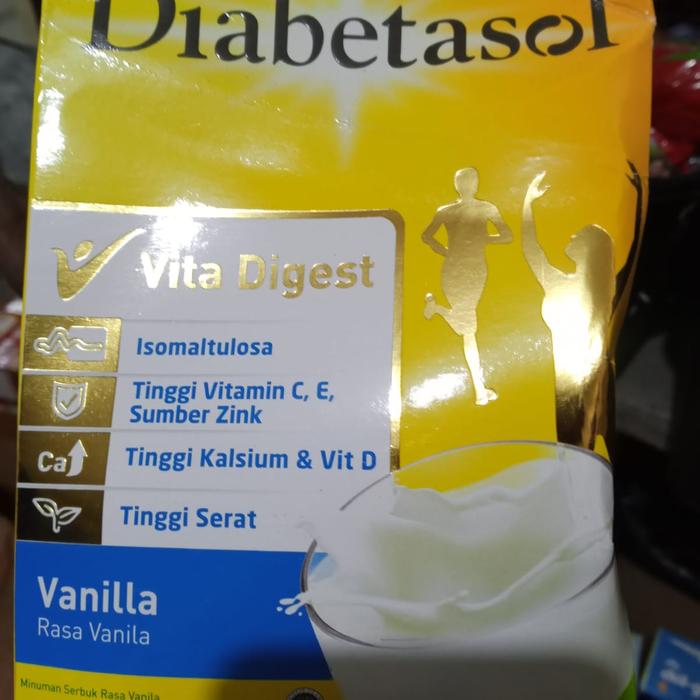 Diabetasol
Vita Digest
Isomaltulosa
Tinggi Vitamin C, E,
Sumber Zink
Ca
Tinggi Kalsium & Vit D
Tinggi Serat
Vanilla
Rasa Vanila
Minuman Serbuk Rasa Vanila